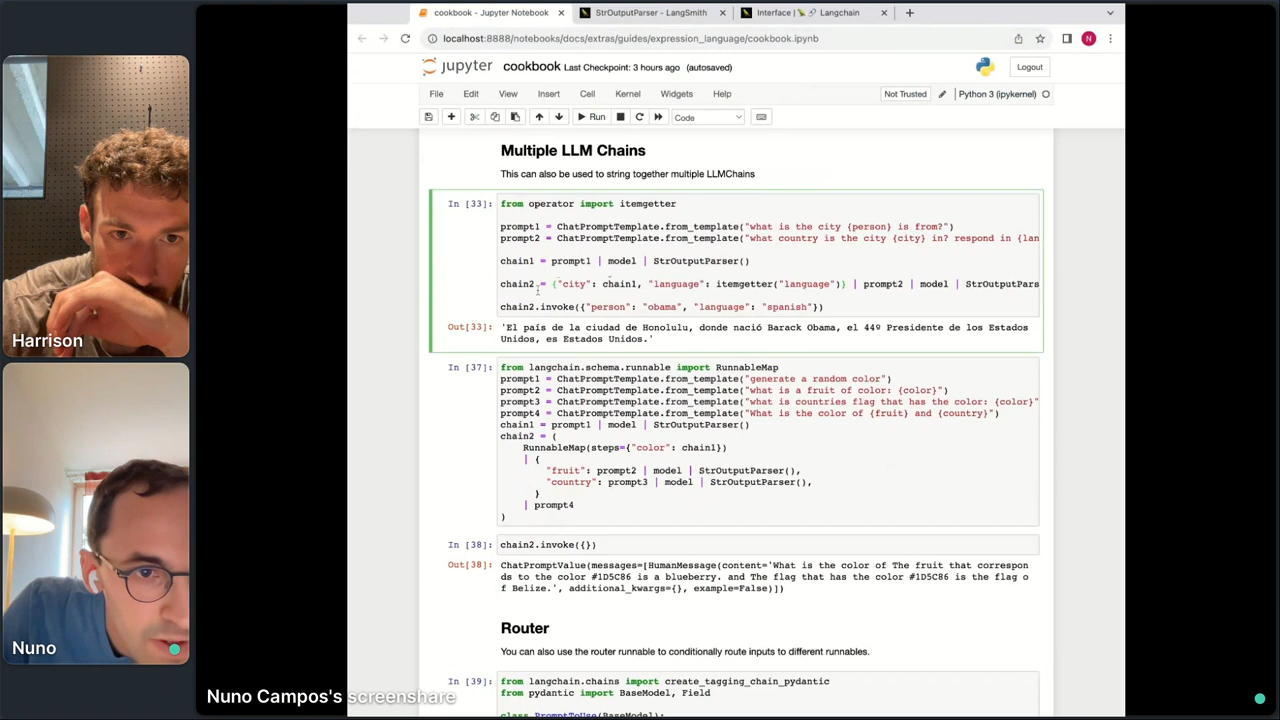 cookbook - Jupyter Notebook
StrOutputParser - LangSmith
Interface | 🦜️🔗 Langchain
localhost:8888/notebooks/docs/extras/guides/expression_language/cookbook.ipynb
N
jupyter cookbook Last Checkpoint: 3 hours ago (autosaved)
Logout
File Edit View Insert Cell Kernel Widgets Help
Not Trusted
Python 3 (ipykernel)
Run
Code
Multiple LLM Chains
This can also be used to string together multiple LLMChains
In [33]: from operator import itemgetter
prompt1 = ChatPromptTemplate.from_template("what is the city {person} is from?")
prompt2 = ChatPromptTemplate.from_template("what country is the city {city} in? respond in {lan
chain1 = prompt1 | model | StrOutputParser()
chain2 = {"city": chain1, "language": itemgetter("language")} | prompt2 | model | StrOutputPars
chain2.invoke({"person": "obama", "language": "spanish"})
Out[33]: 'El país de la ciudad de Honolulu, donde nació Barack Obama, el 44º Presidente de los Estados
Unidos, es Estados Unidos.'
In [37]: from langchain.schema.runnable import RunnableMap
prompt1 = ChatPromptTemplate.from_template("generate a random color")
prompt2 = ChatPromptTemplate.from_template("what is a fruit of color: {color}")
prompt3 = ChatPromptTemplate.from_template("what is countries flag that has the color: {color}"
prompt4 = ChatPromptTemplate.from_template("What is the color of {fruit} and {country}")
chain1 = prompt1 | model | StrOutputParser()
chain2 = (
RunnableMap(steps={"color": chain1})
| {
"fruit": prompt2 | model | StrOutputParser(),
"country": prompt3 | model | StrOutputParser(),
}
| prompt4
)
In [38]: chain2.invoke({})
Out[38]: ChatPromptValue(messages=[HumanMessage(content='What is the color of The fruit that correspon
ds to the color #1D5C86 is a blueberry. and The flag that has the color #1D5C86 is the flag o
f Belize.', additional_kwargs={}, example=False)])
Router
You can also use the router runnable to conditionally route inputs to different runnables.
In [39]: from langchain.chains import create_tagging_chain_pydantic
from pydantic import BaseModel, Field
class PromptToUse(BaseModel):
Harrison
Nuno
Nuno Campos's screenshare